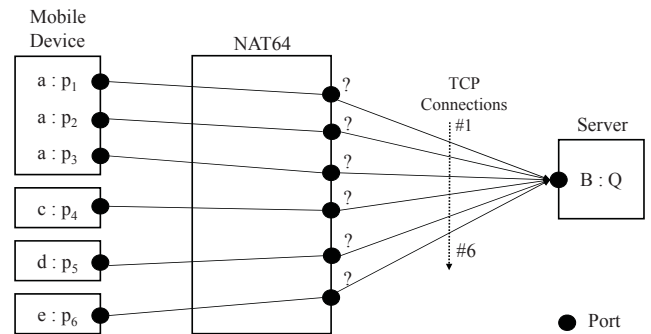 Mobile
Device
NAT64
a : p₁
a : p₂
a : p₃
c : p₄
d : p₅
e : p₆
?
?
?
?
?
?
TCP
Connections
#1
#6
Server
B : Q
Port